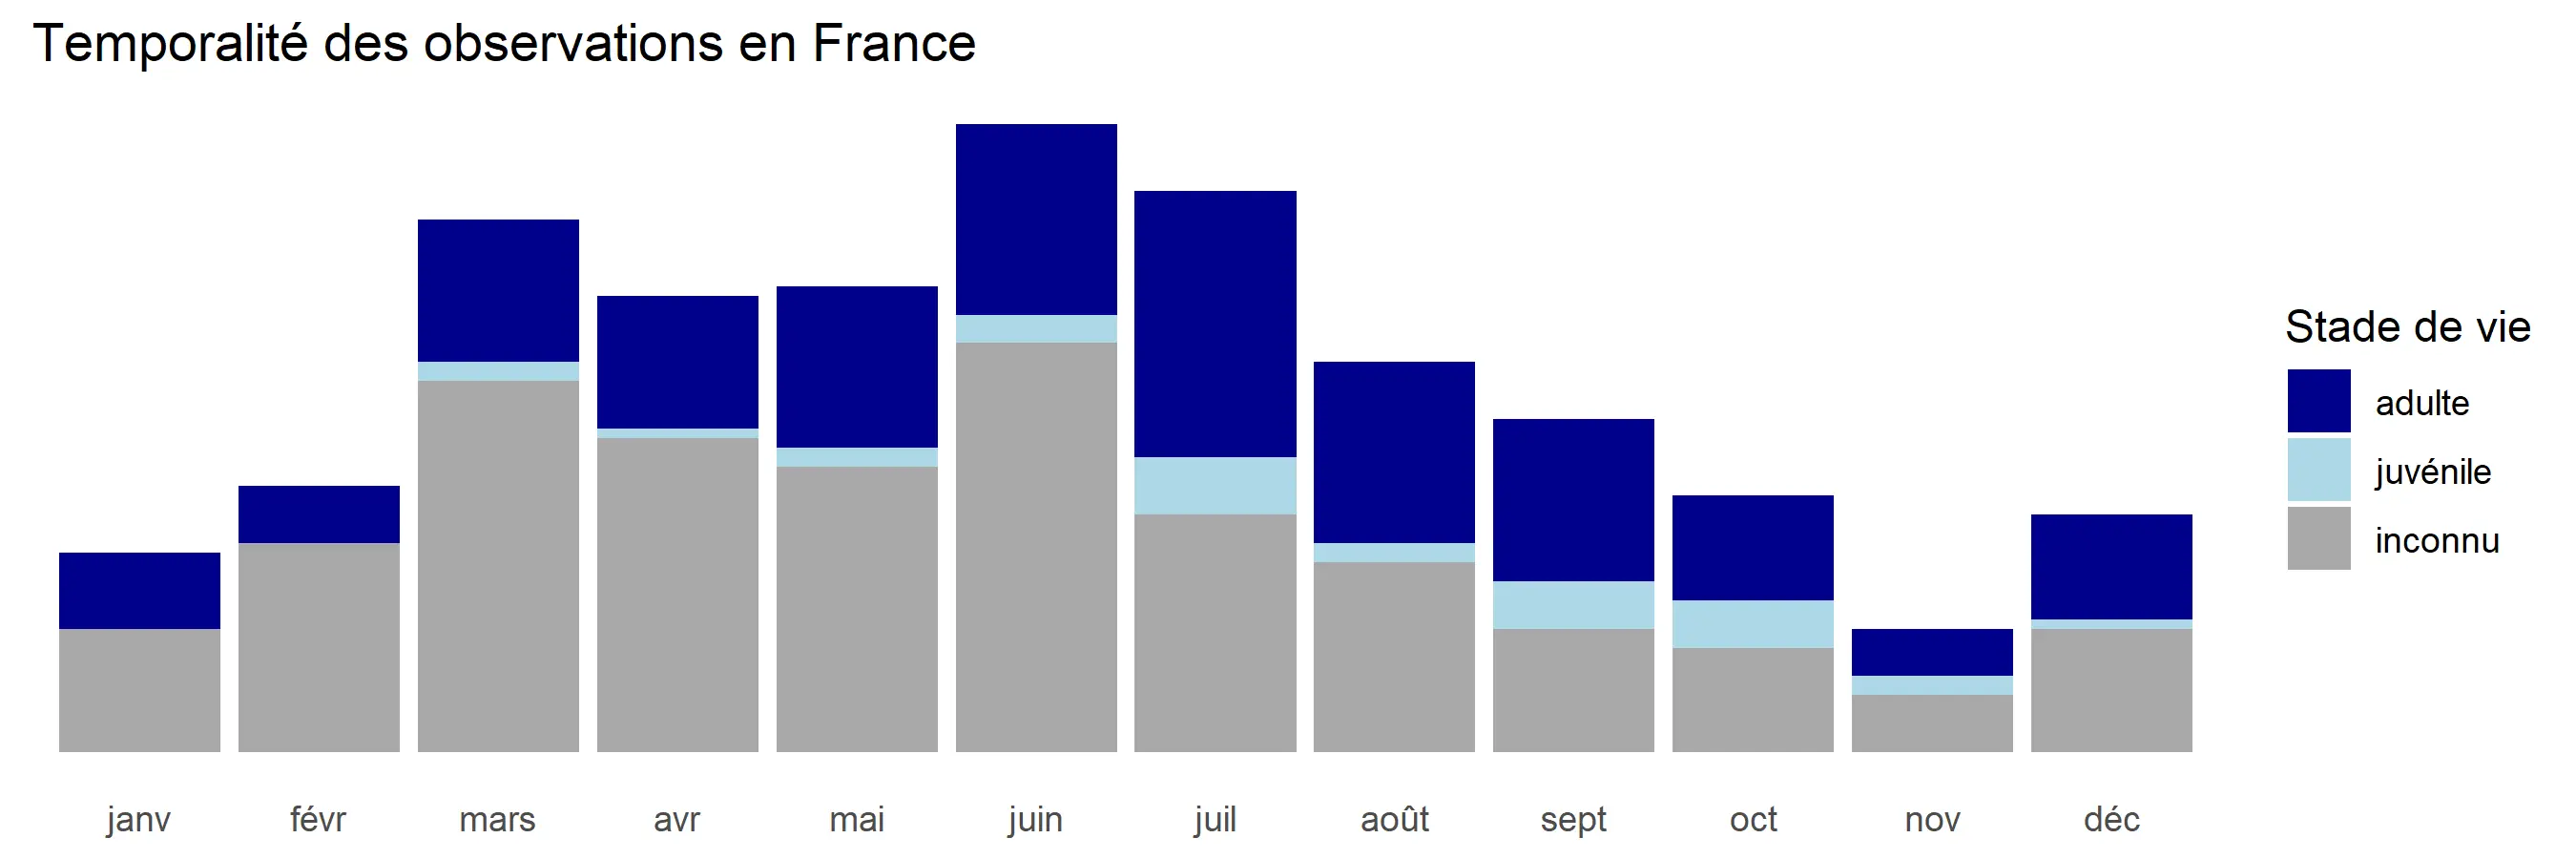 Temporalité des observations en France
Stade de vie
adulte
juvénile
inconnu
janv févr mars avr mai juin juil août sept oct nov déc